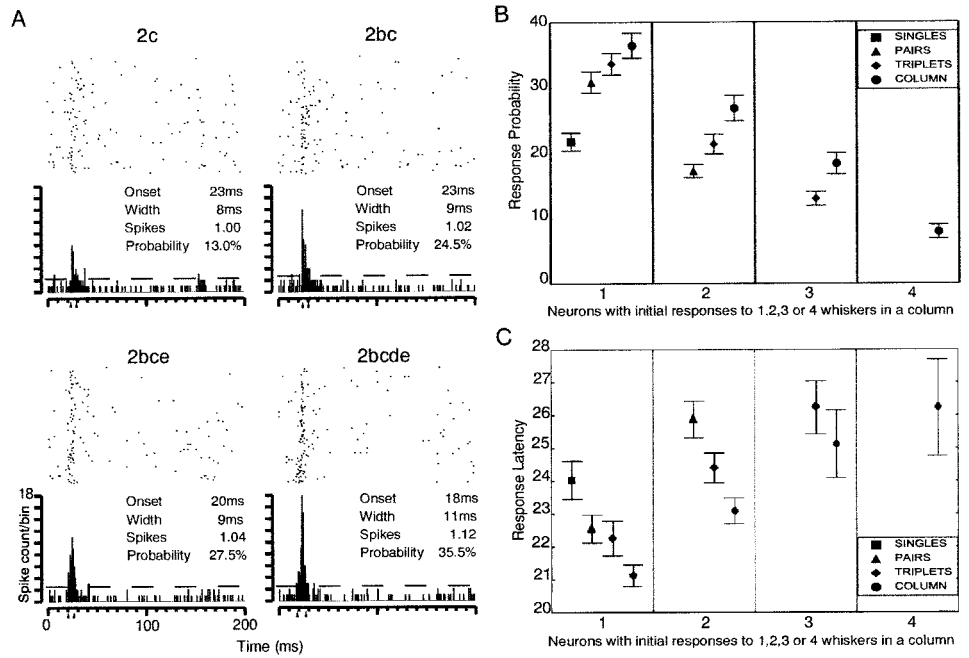 A
2c
2bc
Onset 23ms
Width 8ms
Spikes 1.00
Probability 13.0%
Onset 23ms
Width 9ms
Spikes 1.02
Probability 24.5%
2bce
2bcde
18
Spike count/bin
Onset 20ms
Width 9ms
Spikes 1.04
Probability 27.5%
Onset 18ms
Width 11ms
Spikes 1.12
Probability 35.5%
0 100 200
Time (ms)
B
40
30
20
10
0
Response Probability
SINGLES
PAIRS
TRIPLETS
COLUMN
1 2 3 4
Neurons with initial responses to 1,2,3 or 4 whiskers in a column
C
28
27
26
25
24
23
22
21
20
Response Latency
SINGLES
PAIRS
TRIPLETS
COLUMN
1 2 3 4
Neurons with initial responses to 1,2,3 or 4 whiskers in a column